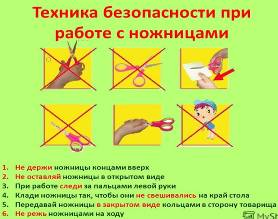 Техника безопасности при
работе с ножницами
1. Не держи ножницы концами вверх
2. Не оставляй ножницы в открытом виде
3. При работе следи за пальцами левой руки
4. Клади ножницы так, чтобы они не свешивались на край стола
5. Передавай ножницы в закрытом виде кольцами в сторону товарища
6. Не режь ножницами на ходу